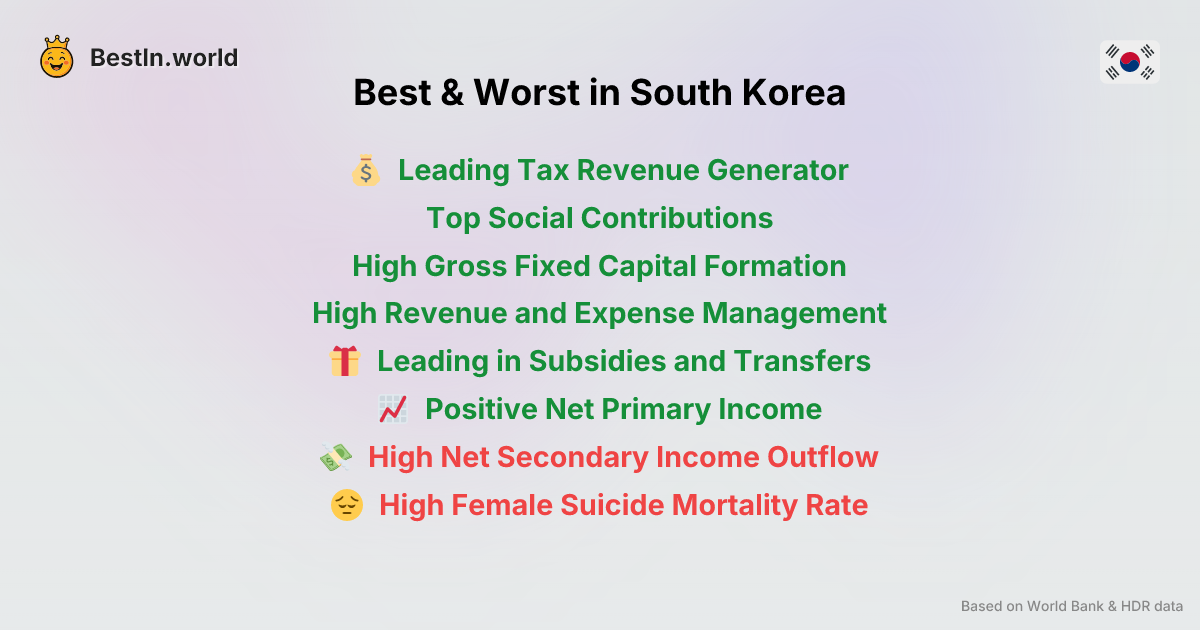 BestIn.world
Best & Worst in South Korea
Leading Tax Revenue Generator
Top Social Contributions
High Gross Fixed Capital Formation
High Revenue and Expense Management
Leading in Subsidies and Transfers
Positive Net Primary Income
High Net Secondary Income Outflow
High Female Suicide Mortality Rate
Based on World Bank & HDR data